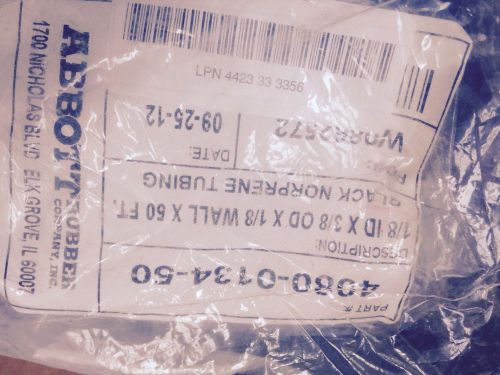 ABBOTT RUBBER
COMPANY, INC.
1700 NICHOLAS BLVD. ELK GROVE, IL 60007
PART#:
4080-0134-50
DESCRIPTION:
1/8 ID X 3/8 OD X 1/8 WALL X 50 FT.
BLACK NORPRENE TUBING
DATE:
09-25-12
LPN 4423 33 3356